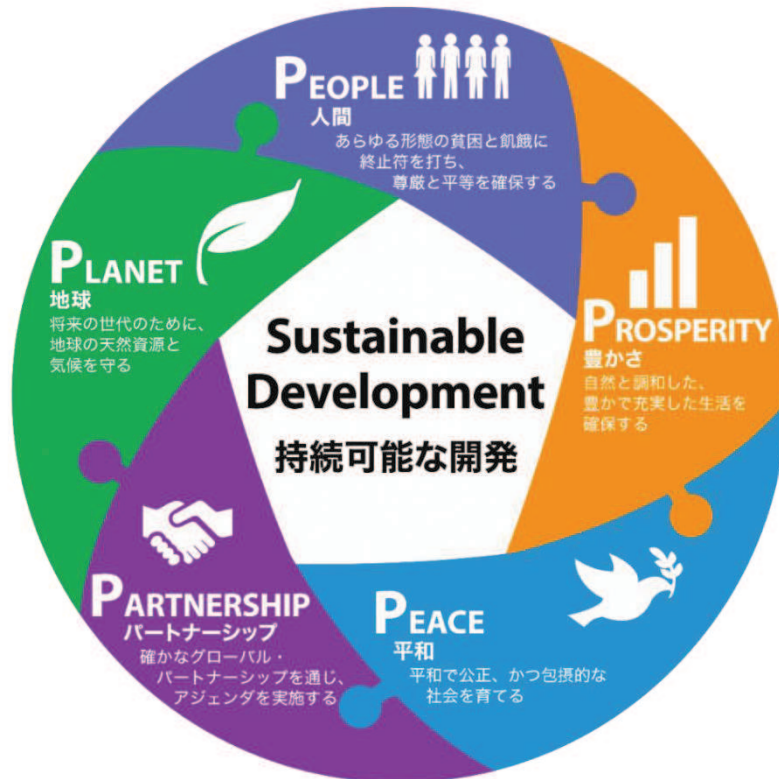 PEOPLE
人間
あらゆる形態の貧困と飢餓に
終止符を打ち、
尊厳と平等を確保する
PROSPERITY
豊かさ
自然と調和した、
豊かで充実した生活を
確保する
PEACE
平和
平和で公正、かつ包摂的な
社会を育てる
PARTNERSHIP
パートナーシップ
確かなグローバル・
パートナーシップを通じ、
アジェンダを実施する
PLANET
地球
将来の世代のために、
地球の天然資源と
気候を守る
Sustainable
Development
持続可能な開発